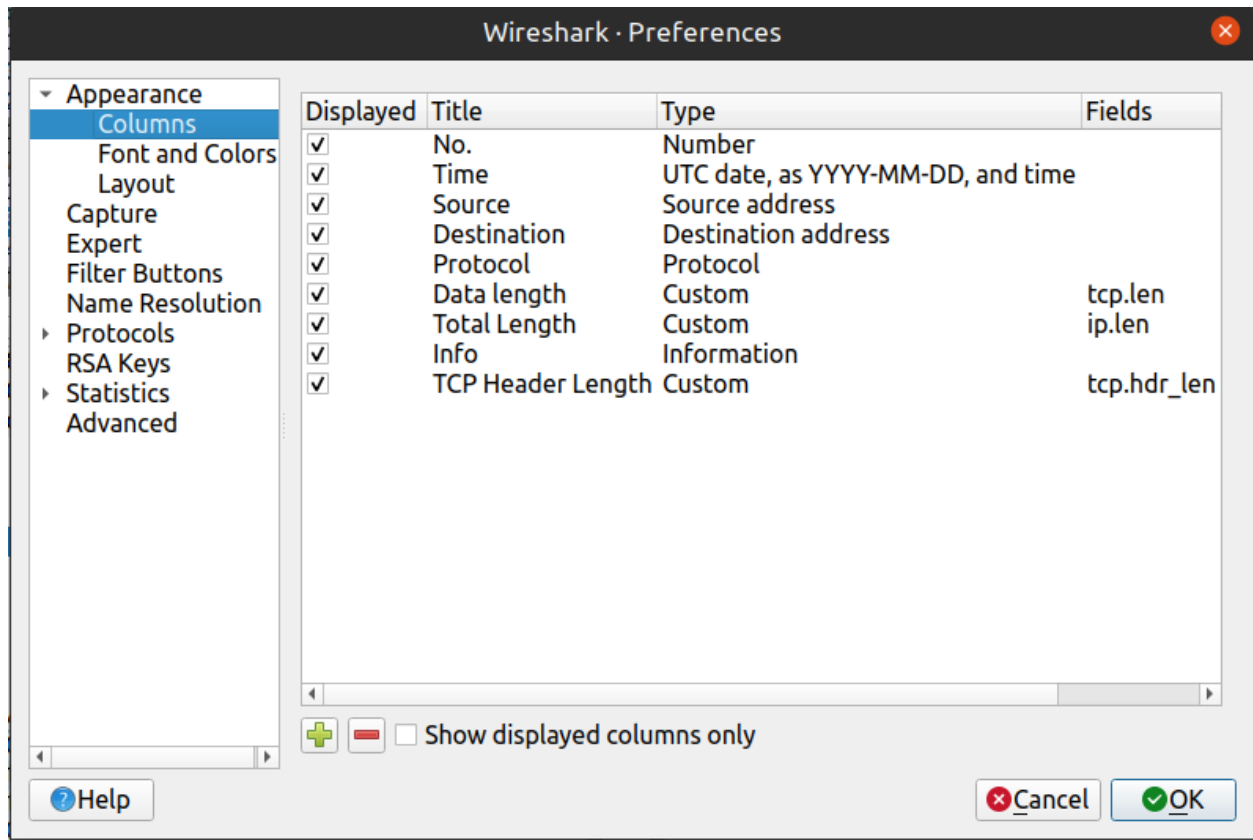 Wireshark · Preferences
Appearance
Columns
Font and Colors
Layout
Capture
Expert
Filter Buttons
Name Resolution
Protocols
RSA Keys
Statistics
Advanced
Displayed Title Type Fields
No. Number
Time UTC date, as YYYY-MM-DD, and time
Source Source address
Destination Destination address
Protocol Protocol
Data length Custom tcp.len
Total Length Custom ip.len
Info Information
TCP Header Length Custom tcp.hdr_len
Show displayed columns only
Help
Cancel
OK